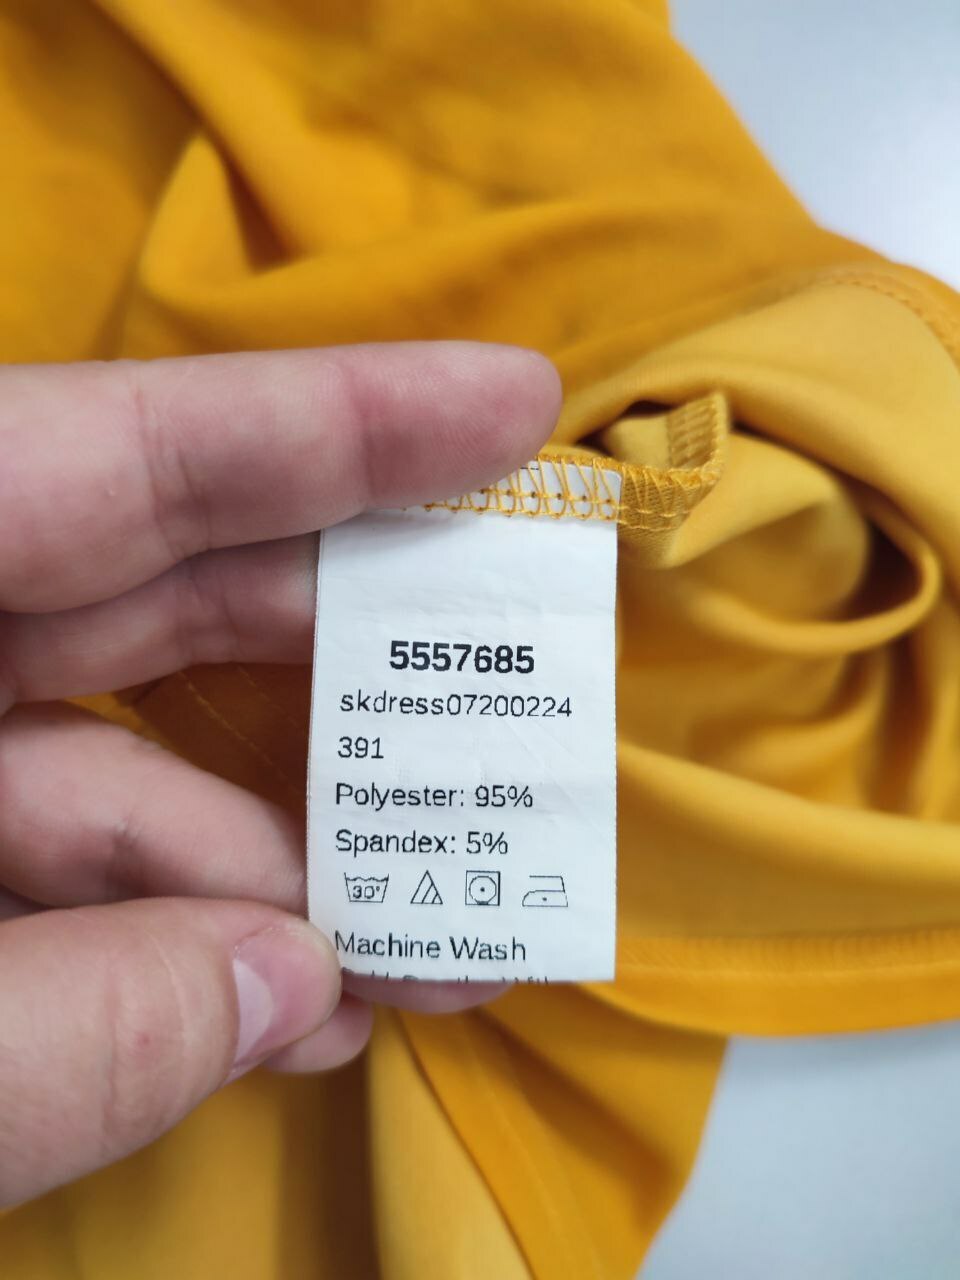 5557685
skdress07200224
391
Polyester: 95%
Spandex: 5%
30°
Machine Wash